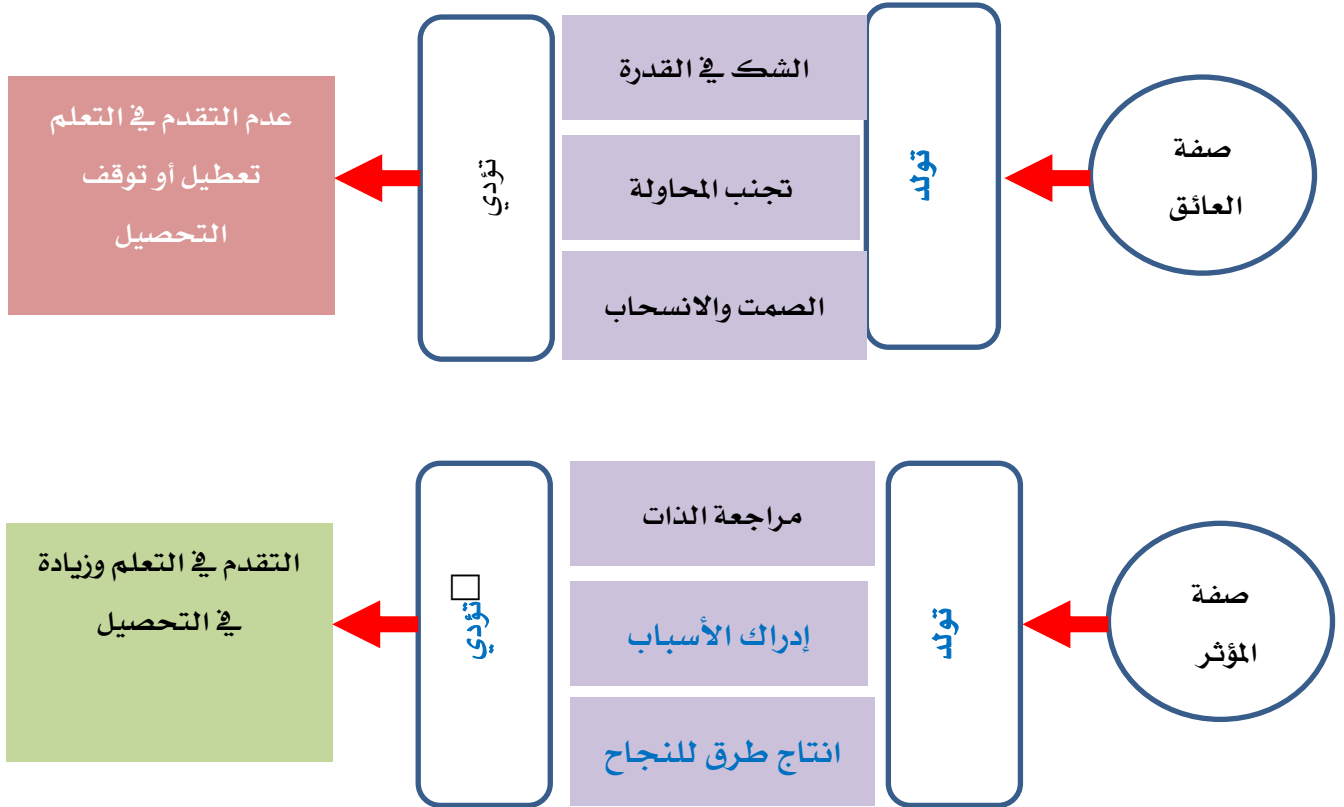 صفة
العائق
تولد
الشك في القدرة
تجنب المحاولة
الصمت والانسحاب
تؤدي
عدم التقدم في التعلم
تعطيل أو توقف
التحصيل
صفة
المؤثر
تولد
مراجعة الذات
إدراك الأسباب
انتاج طرق للنجاح
تؤدي
التقدم في التعلم وزيادة
في التحصيل